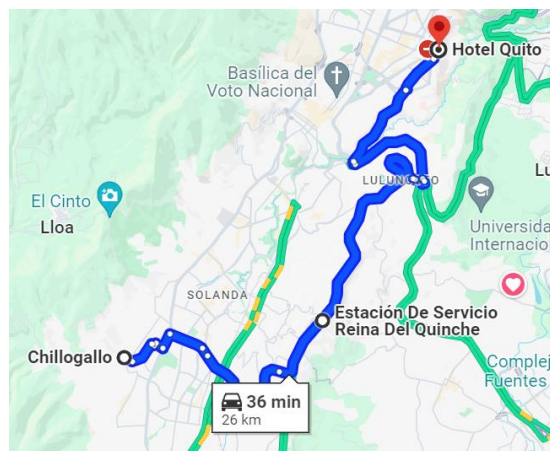 Hotel Quito
Basílica del
Voto Nacional
LULUNCOTO
El Cinto
Lloa
Universida
Internacio
SOLANDA
Estación De Servicio
Reina Del Quinche
Chillogallo
Complej
Fuentes
36 min
26 km